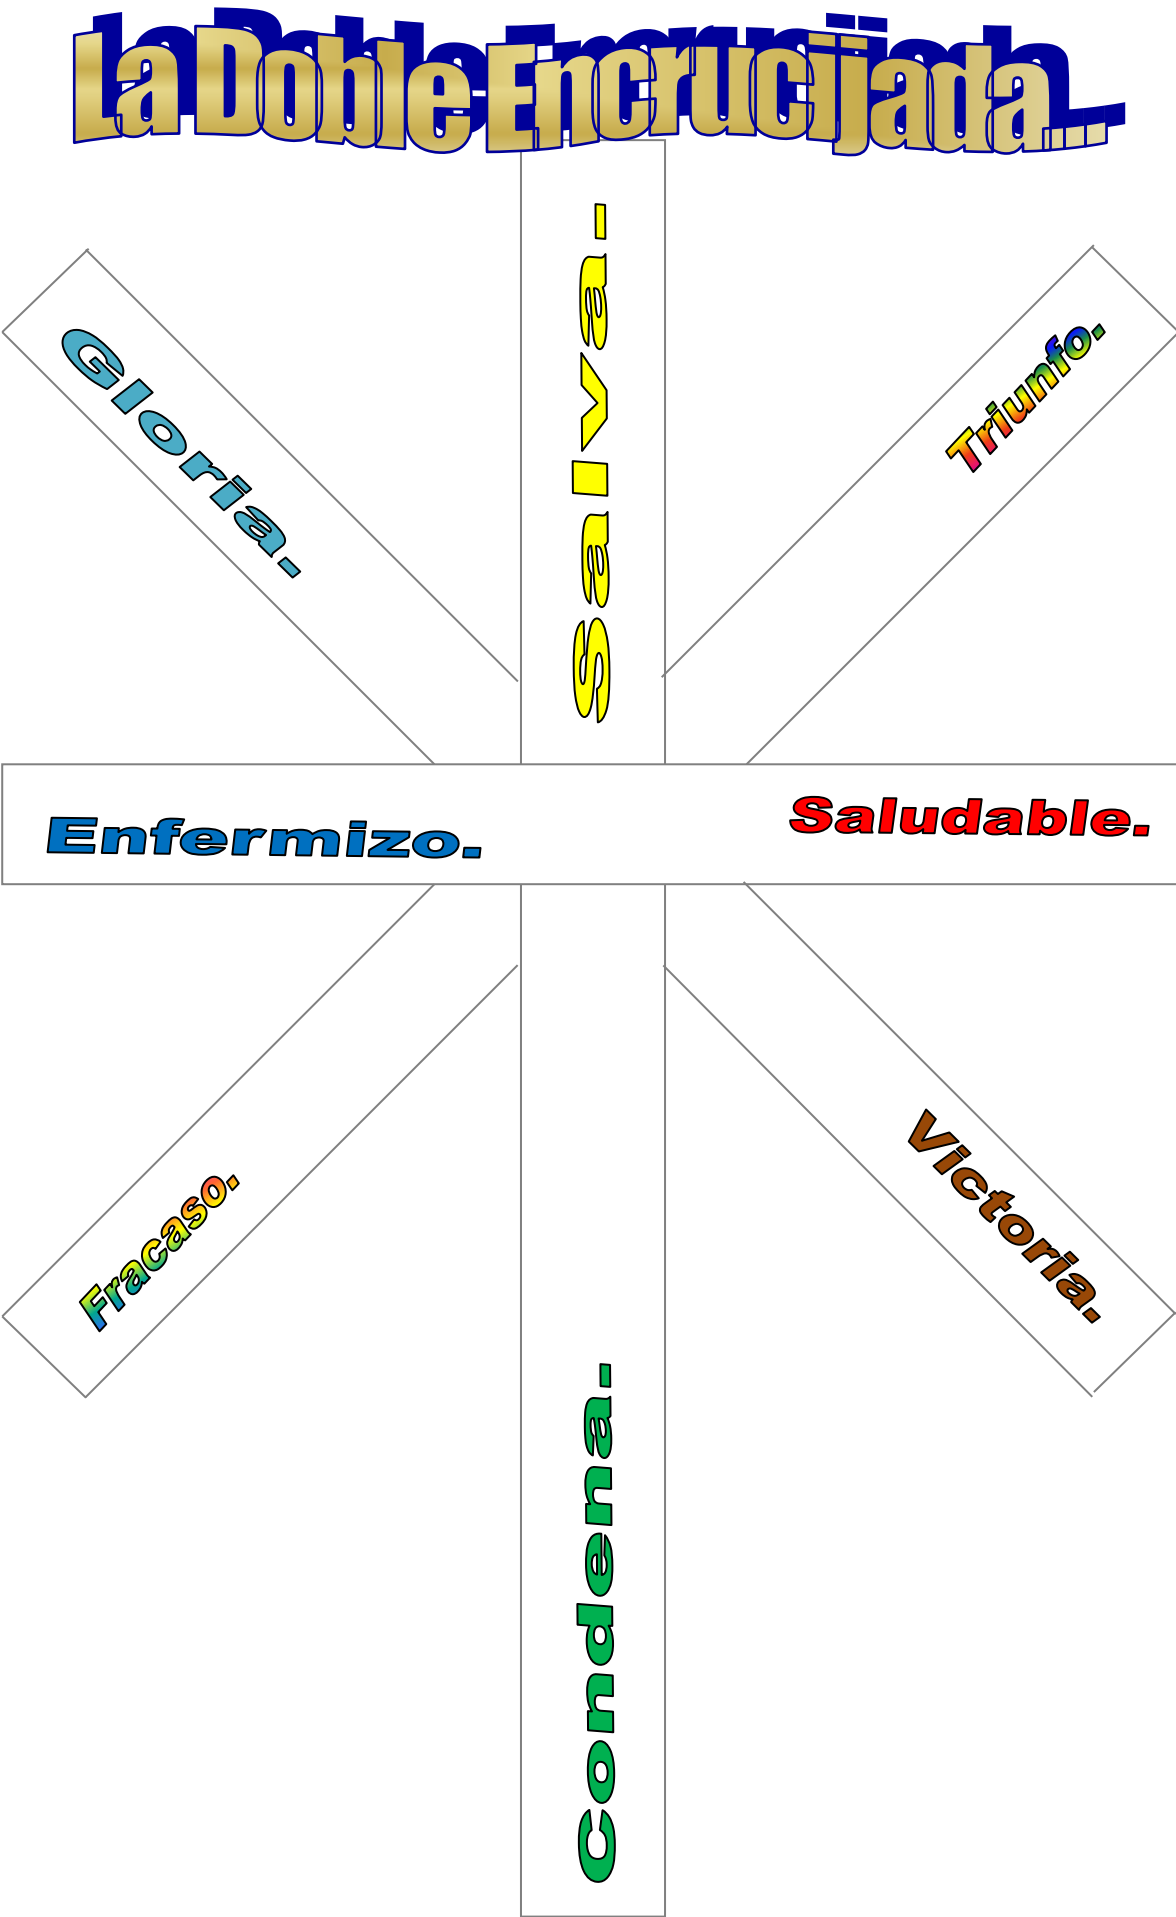 La Doble Encrucijada...
Gloria.
Salva.
Triunfo.
Enfermizo.
Saludable.
Fracaso.
Victoria.
Condena.